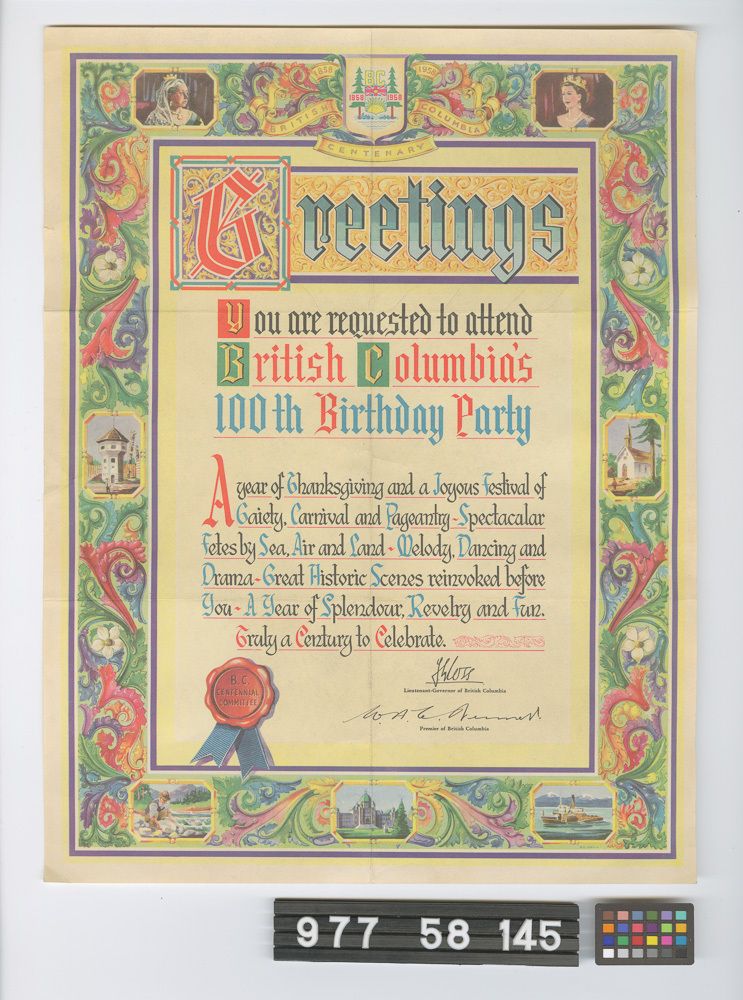 B C
1858 1958
1858 1958
BRITISH COLUMBIA
CENTENARY
Greetings
You are requested to attend
British Columbia's
100th Birthday Party
A year of Thanksgiving and a Joyous Festival of
Gaiety, Carnival and Pageantry - Spectacular
Fetes by Sea, Air and Land - Melody, Dancing and
Drama - Great Historic Scenes reinvoked before
You - A Year of Splendour, Revelry and Fun.
Truly a Century to Celebrate.
B.C.
CENTENNIAL
COMMITTEE
Lieutenant-Governor of British Columbia
W. A. C. Bennett
Premier of British Columbia
977 58 145